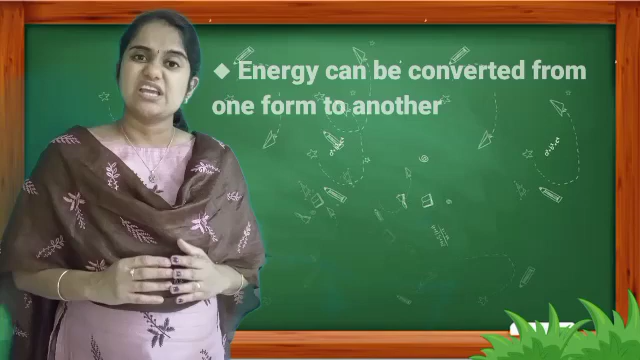 ◆ Energy can be converted from
one form to another